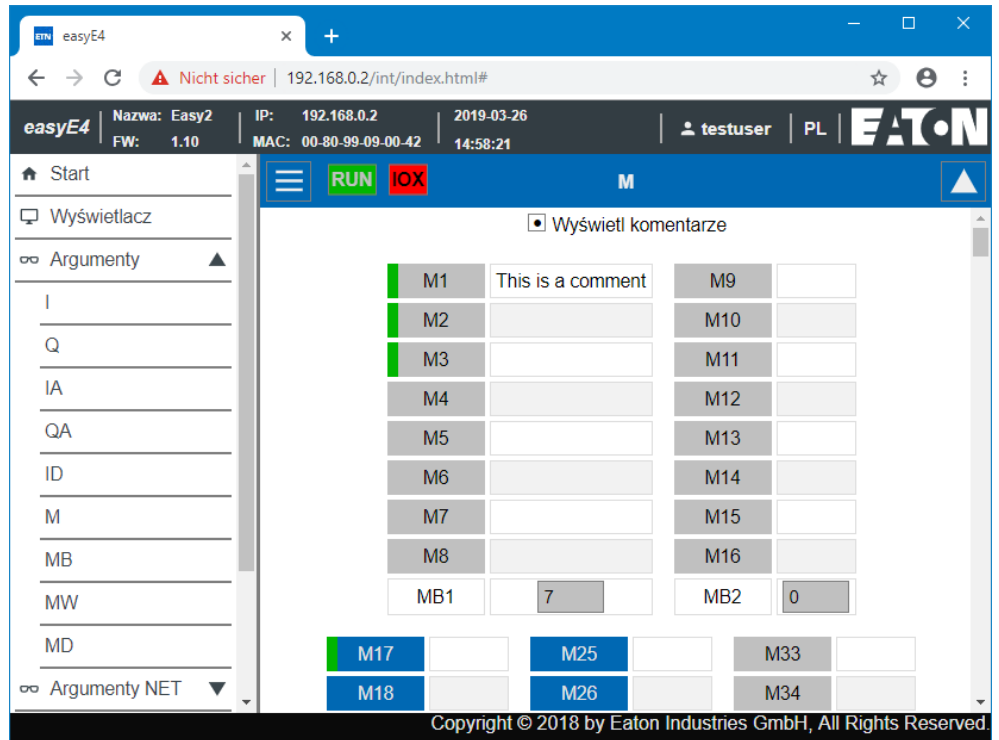 ETN easyE4
Nicht sicher | 192.168.0.2/int/index.html#
easyE4
Nazwa: Easy2
FW: 1.10
IP: 192.168.0.2
MAC: 00-80-99-09-00-42
2019-03-26
14:58:21
testuser
PL
EATON
Start
Wyświetlacz
Argumenty
I
Q
IA
QA
ID
M
MB
MW
MD
Argumenty NET
RUN IOX M
Wyświetl komentarze
M1 This is a comment M9
M2 M10
M3 M11
M4 M12
M5 M13
M6 M14
M7 M15
M8 M16
MB1 7 MB2 0
M17 M25 M33
M18 M26 M34
Copyright © 2018 by Eaton Industries GmbH, All Rights Reserved.